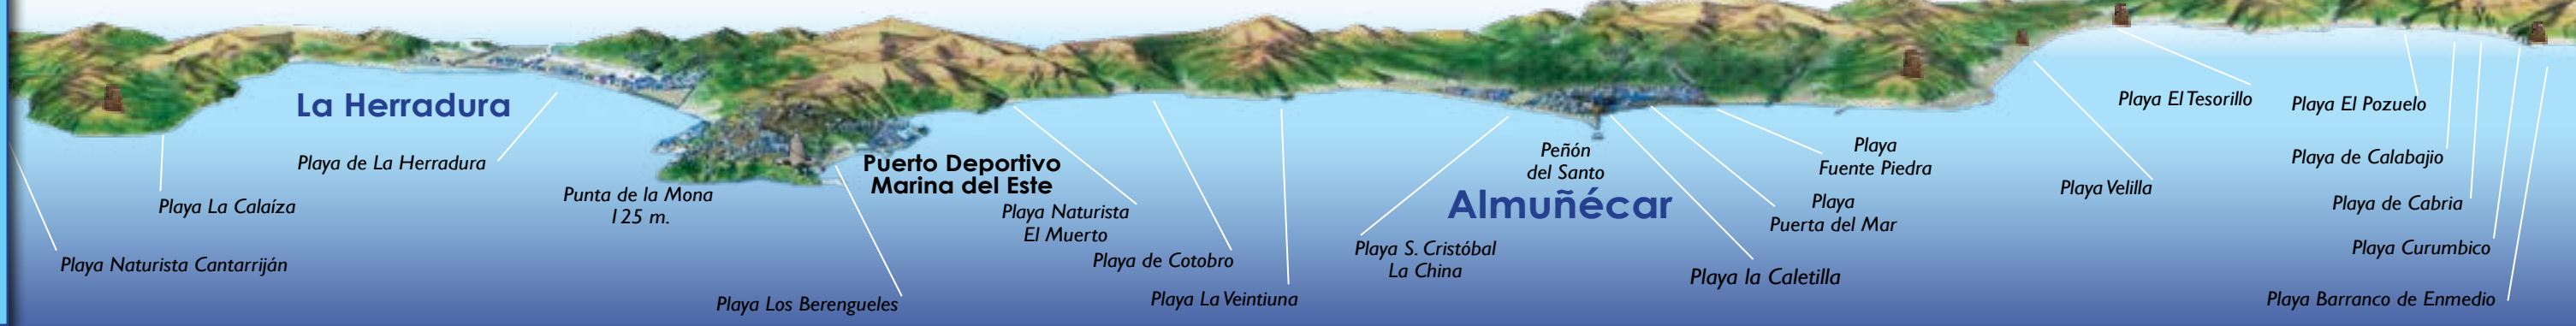 La Herradura
Playa de La Herradura
Playa La Calaíza
Playa Naturista Cantarriján
Punta de la Mona
125 m.
Puerto Deportivo
Marina del Este
Playa Los Berengueles
Playa Naturista
El Muerto
Playa de Cotobro
Playa La Veintiuna
Playa S. Cristóbal
La China
Peñón
del Santo
Almuñécar
Playa
Fuente Piedra
Playa
Puerta del Mar
Playa la Caletilla
Playa Velilla
Playa El Tesorillo
Playa El Pozuelo
Playa de Calabajio
Playa de Cabria
Playa Curumbico
Playa Barranco de Enmedio